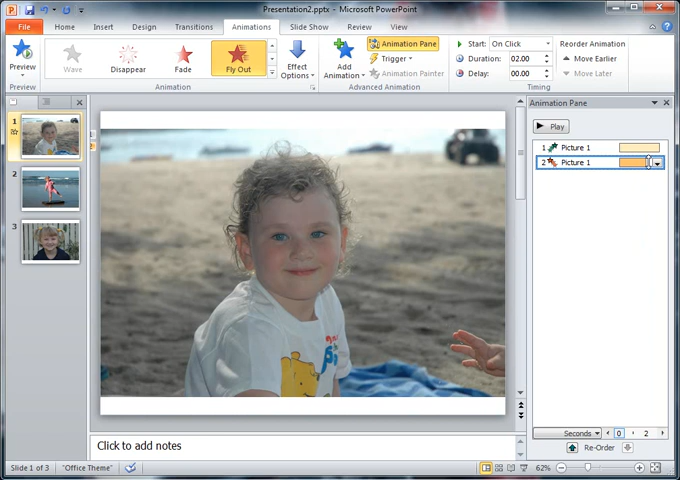 Presentation2.pptx - Microsoft PowerPoint
File Home Insert Design Transitions Animations Slide Show Review View
Preview
Wave Disappear Fade Fly Out
Effect Options
Add Animation
Animation Pane
Trigger
Animation Painter
Start: On Click
Duration: 02.00
Delay: 00.00
Reorder Animation
Move Earlier
Move Later
Preview Animation Advanced Animation Timing
1
2
3
Animation Pane
Play
1 Picture 1
2 Picture 1
Seconds 0 2
Re-Order
Click to add notes
Slide 1 of 3 "Office Theme" 62%